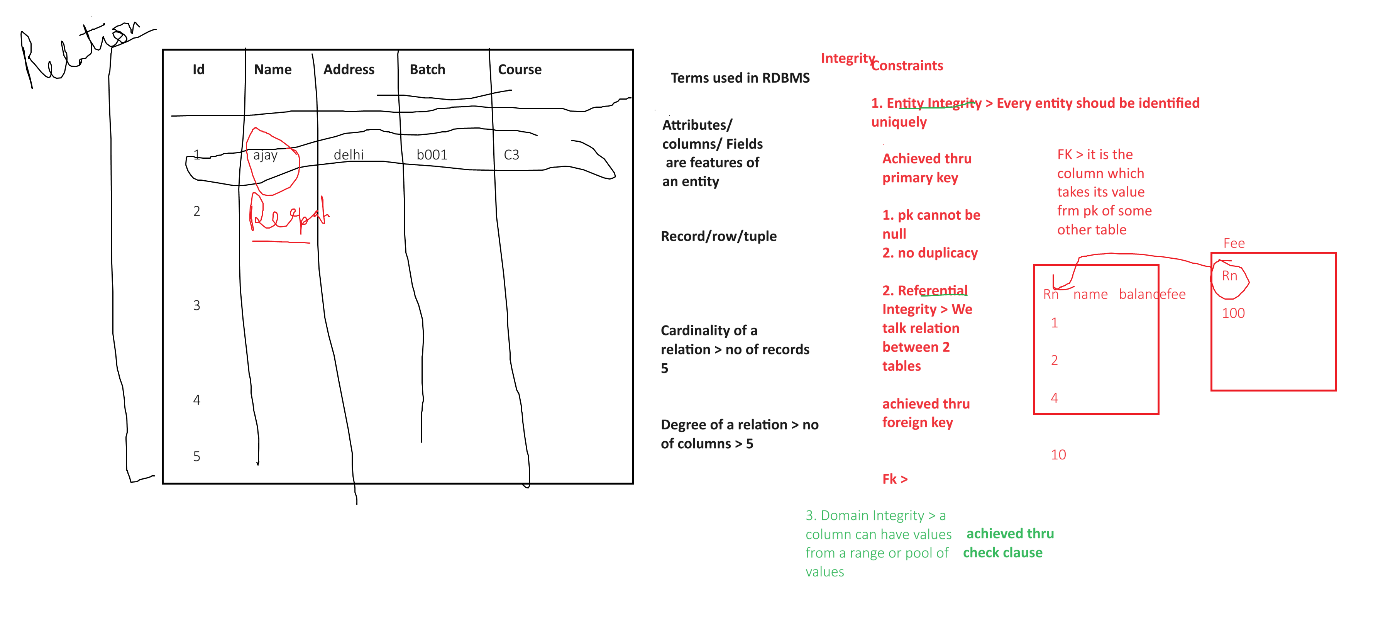 Relation
Id Name Address Batch Course
1 ajay delhi b001 C3
2
3
4
5
Terms used in RDBMS
Attributes/
columns/ Fields
are features of
an entity
Record/row/tuple
Cardinality of a
relation > no of records
5
Degree of a relation > no
of columns > 5
Integrity
Constraints
1. Entity Integrity > Every entity shoud be identified
uniquely
Achieved thru
primary key
1. pk cannot be
null
2. no duplicacy
2. Referential
Integrity > We
talk relation
between 2
tables
achieved thru
foreign key
Fk >
FK > it is the
column which
takes its value
frm pk of some
other table
Rn name balancefee
1
2
4
10
Fee
Rn
100
3. Domain Integrity > a
column can have values
from a range or pool of
values
achieved thru
check clause